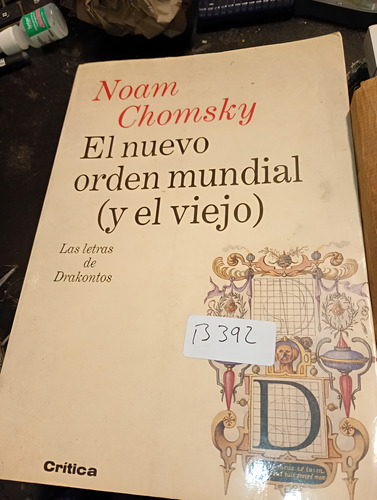 Noam
Chomsky
El nuevo
orden mundial
(y el viejo)
Las letras
de
Drakontos
B 392
D
D
Crítica